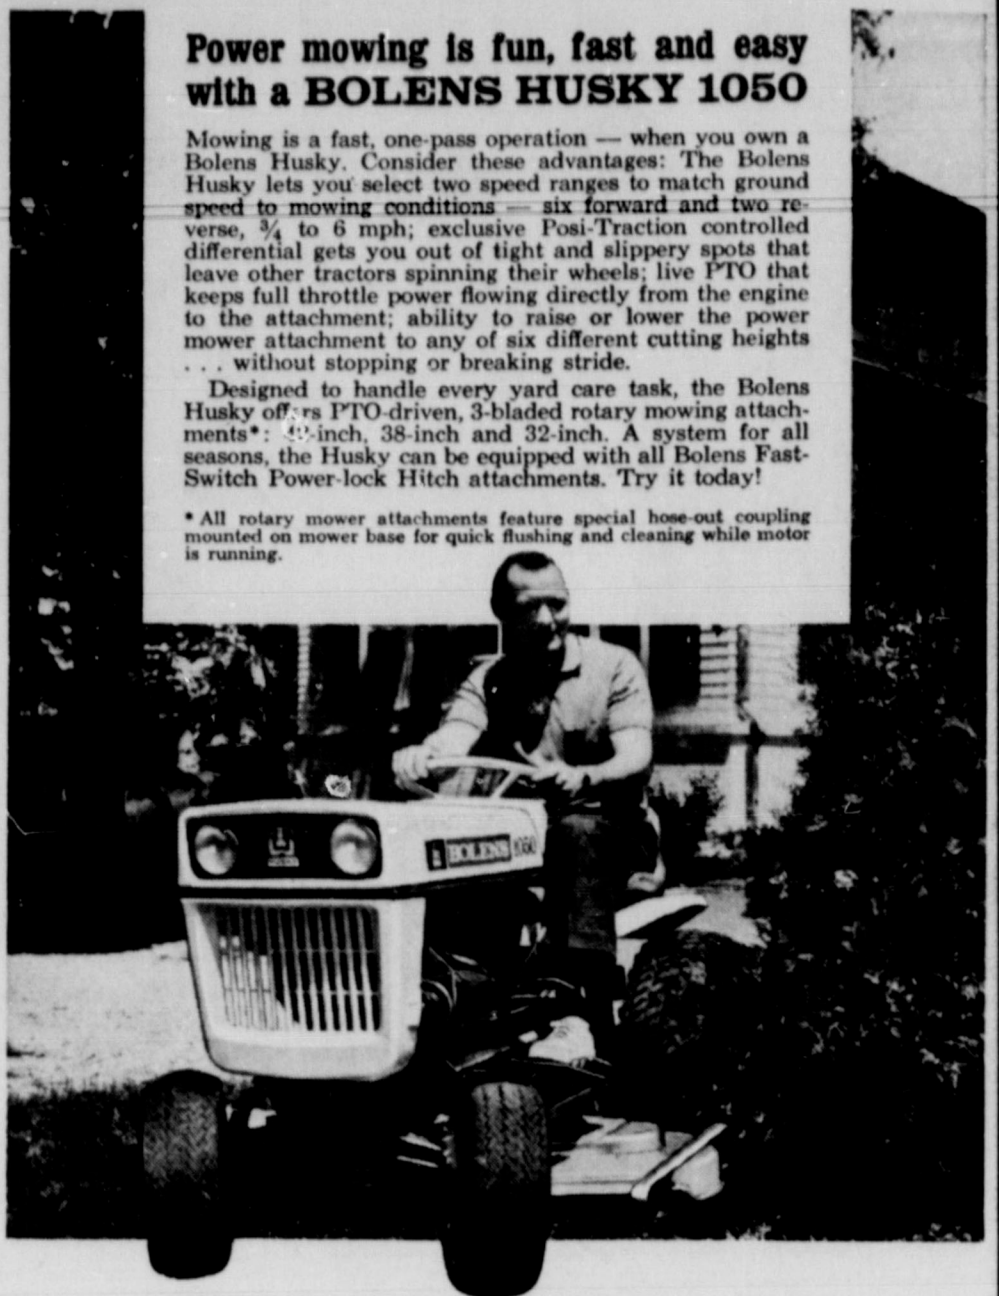 Power mowing is fun, fast and easy
with a BOLENS HUSKY 1050
Mowing is a fast, one-pass operation — when you own a
Bolens Husky. Consider these advantages: The Bolens
Husky lets you select two speed ranges to match ground
speed to mowing conditions — six forward and two re-
verse, ¾ to 6 mph; exclusive Posi-Traction controlled
differential gets you out of tight and slippery spots that
leave other tractors spinning their wheels; live PTO that
keeps full throttle power flowing directly from the engine
to the attachment; ability to raise or lower the power
mower attachment to any of six different cutting heights
. . . without stopping or breaking stride.
Designed to handle every yard care task, the Bolens
Husky offers PTO-driven, 3-bladed rotary mowing attach-
ments*: -inch, 38-inch and 32-inch. A system for all
seasons, the Husky can be equipped with all Bolens Fast-
Switch Power-lock Hitch attachments. Try it today!
* All rotary mower attachments feature special hose-out coupling
mounted on mower base for quick flushing and cleaning while motor
is running.
BOLENS 1050